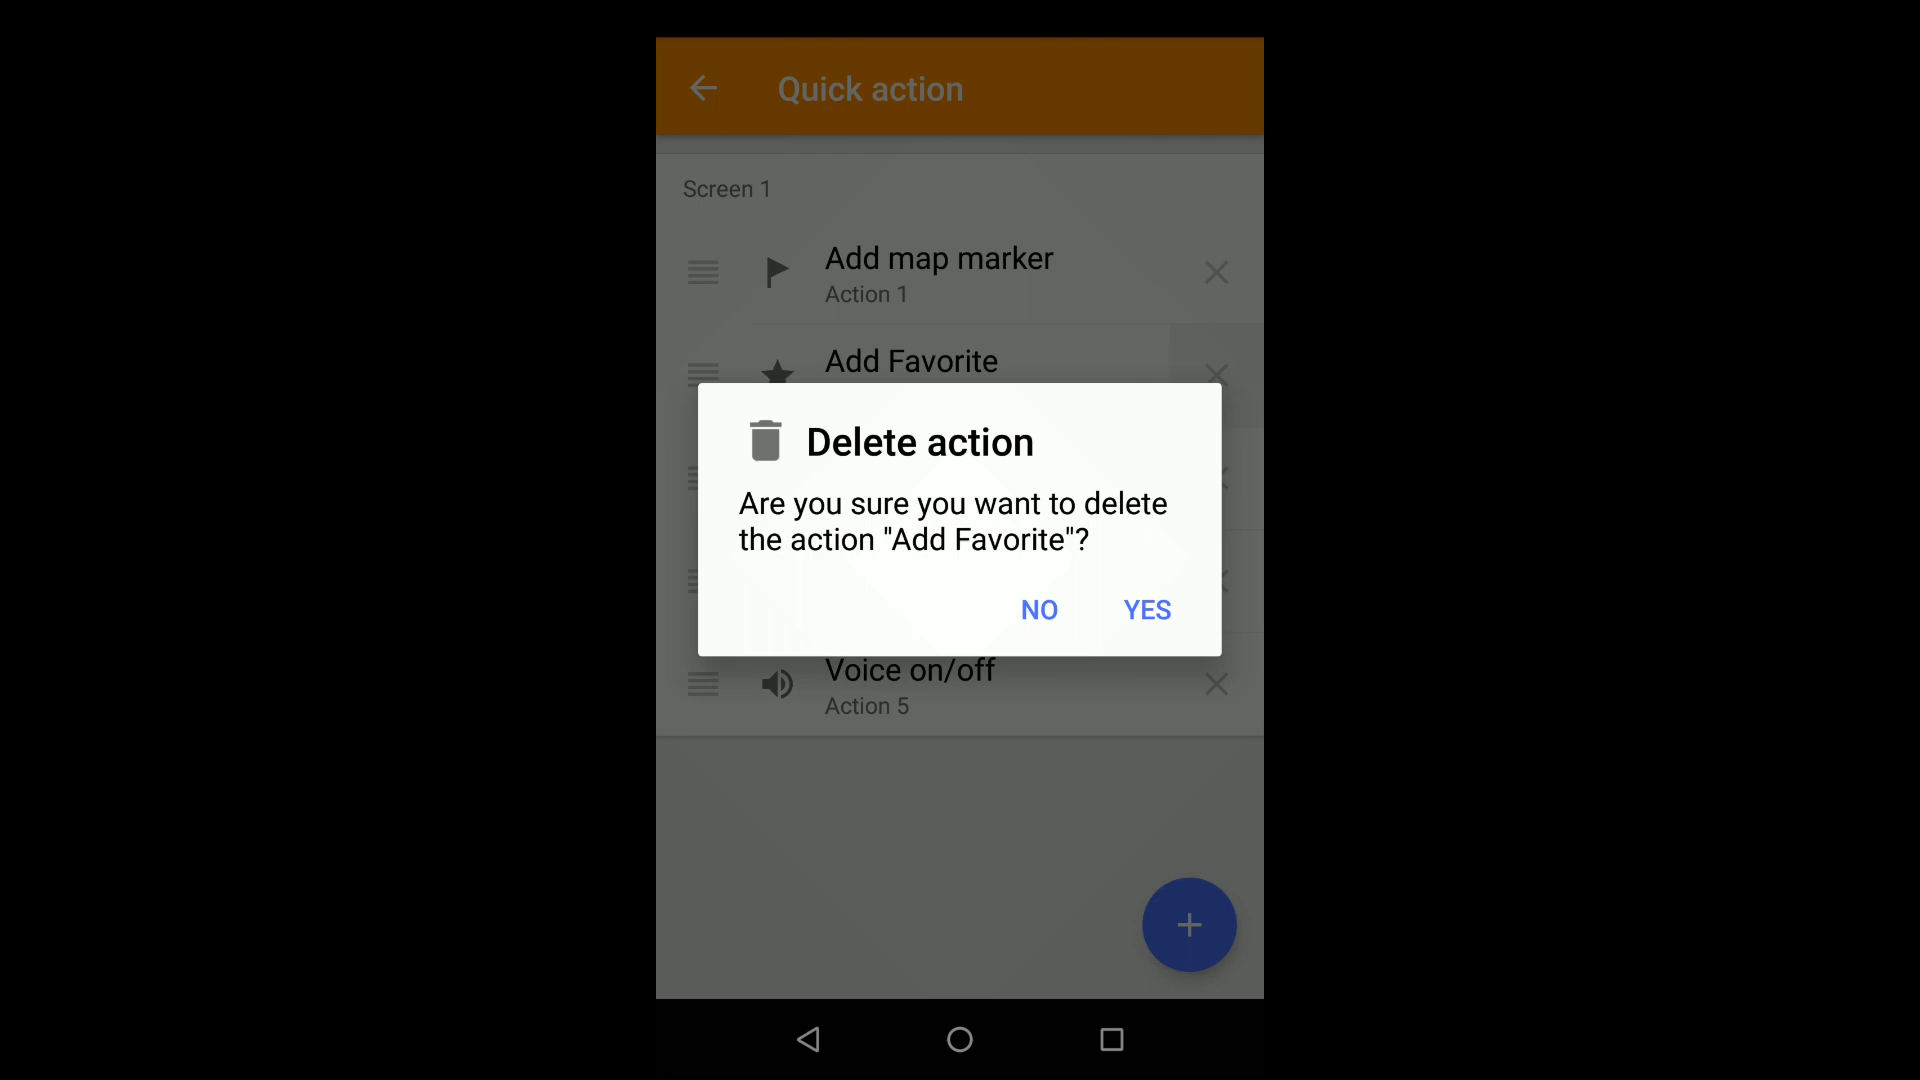 Quick action
Screen 1
Add map marker
Action 1
Add Favorite
Delete action
Are you sure you want to delete
the action "Add Favorite"?
NO YES
Voice on/off
Action 5